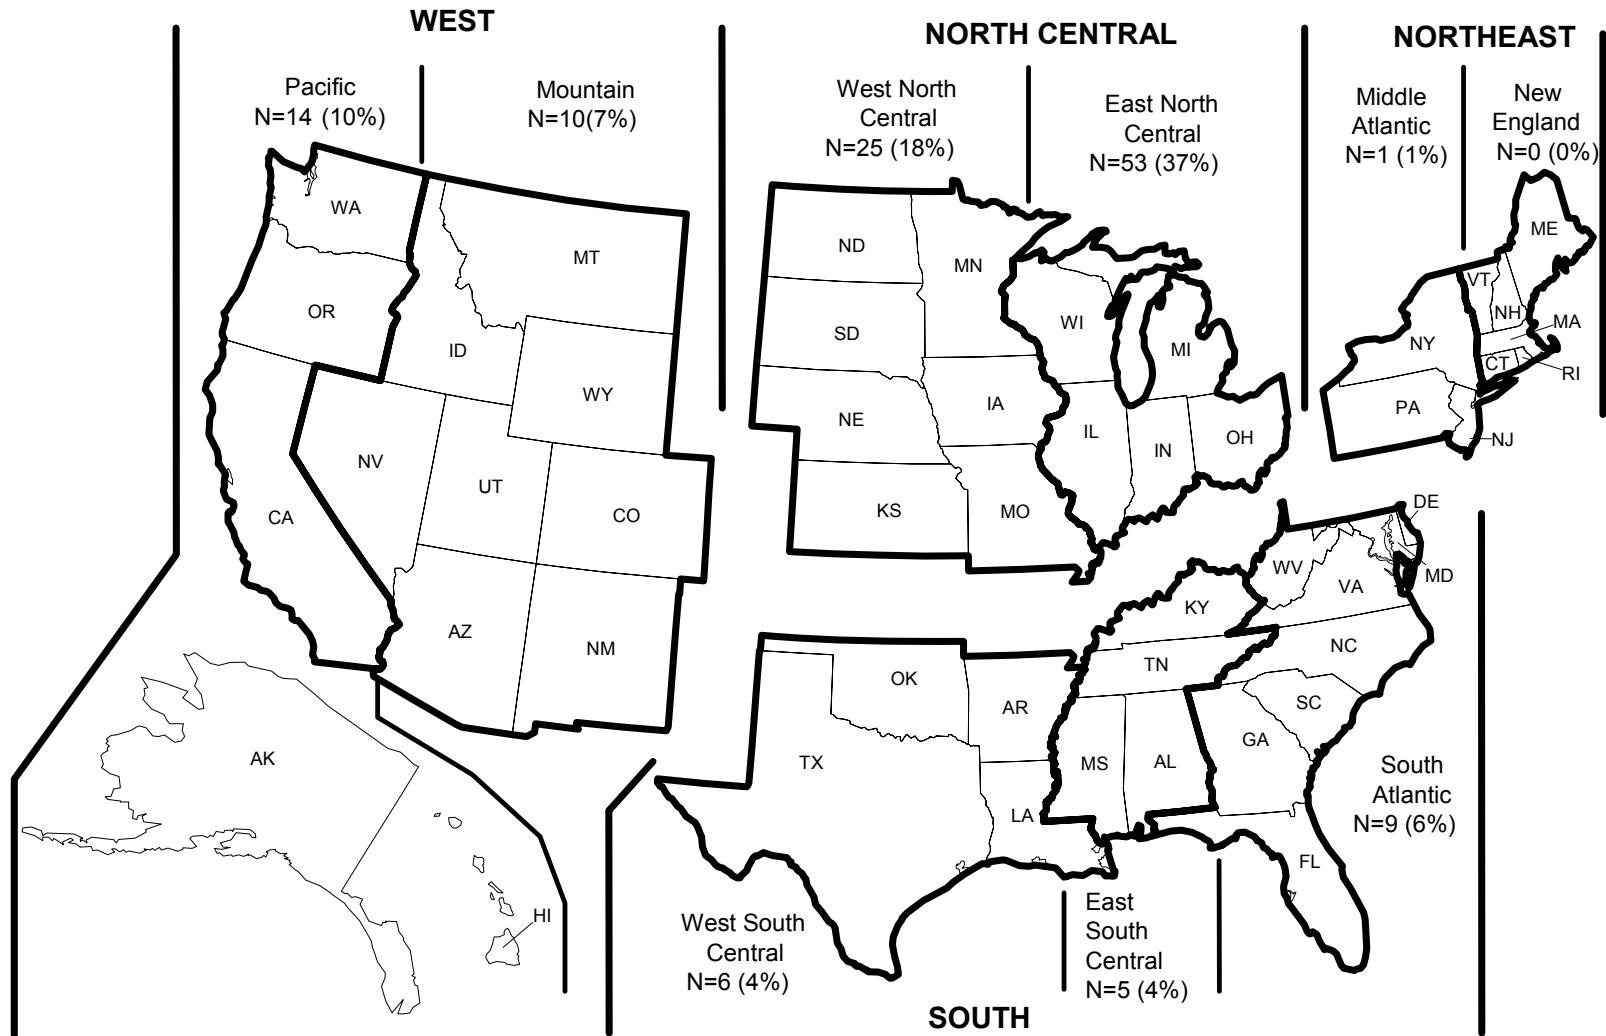 WEST
NORTH CENTRAL
NORTHEAST
Pacific
N=14 (10%)
Mountain
N=10(7%)
West North
Central
N=25 (18%)
East North
Central
N=53 (37%)
Middle
Atlantic
N=1 (1%)
New
England
N=0 (0%)
WA
OR
CA
MT
ID
WY
NV
UT
CO
AZ
NM
AK
HI
ND
MN
SD
NE
IA
KS
MO
WI
MI
IL
IN
OH
ME
VT
NH
MA
NY
CT
RI
PA
NJ
DE
MD
WV
VA
KY
NC
TN
SC
GA
AL
MS
FL
OK
AR
TX
LA
South
Atlantic
N=9 (6%)
West South
Central
N=6 (4%)
East
South
Central
N=5 (4%)
SOUTH